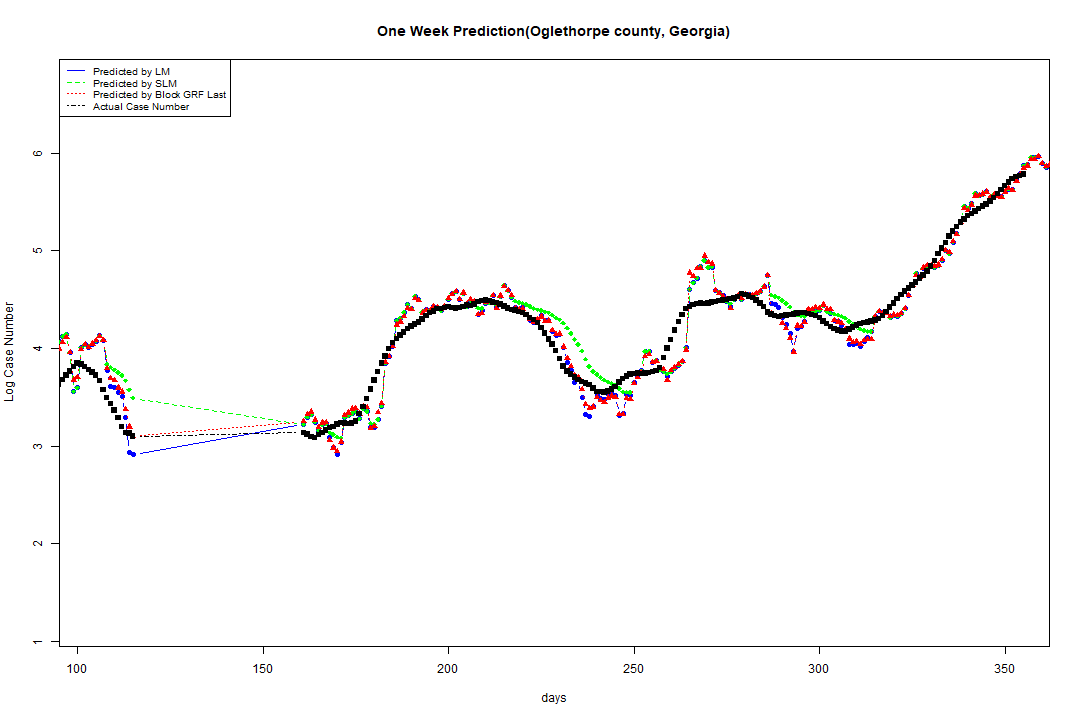 One Week Prediction(Oglethorpe county, Georgia)
Predicted by LM
Predicted by SLM
Predicted by Block GRF Last
Actual Case Number
Log Case Number
6
5
4
3
2
1
100 150 200 250 300 350
days